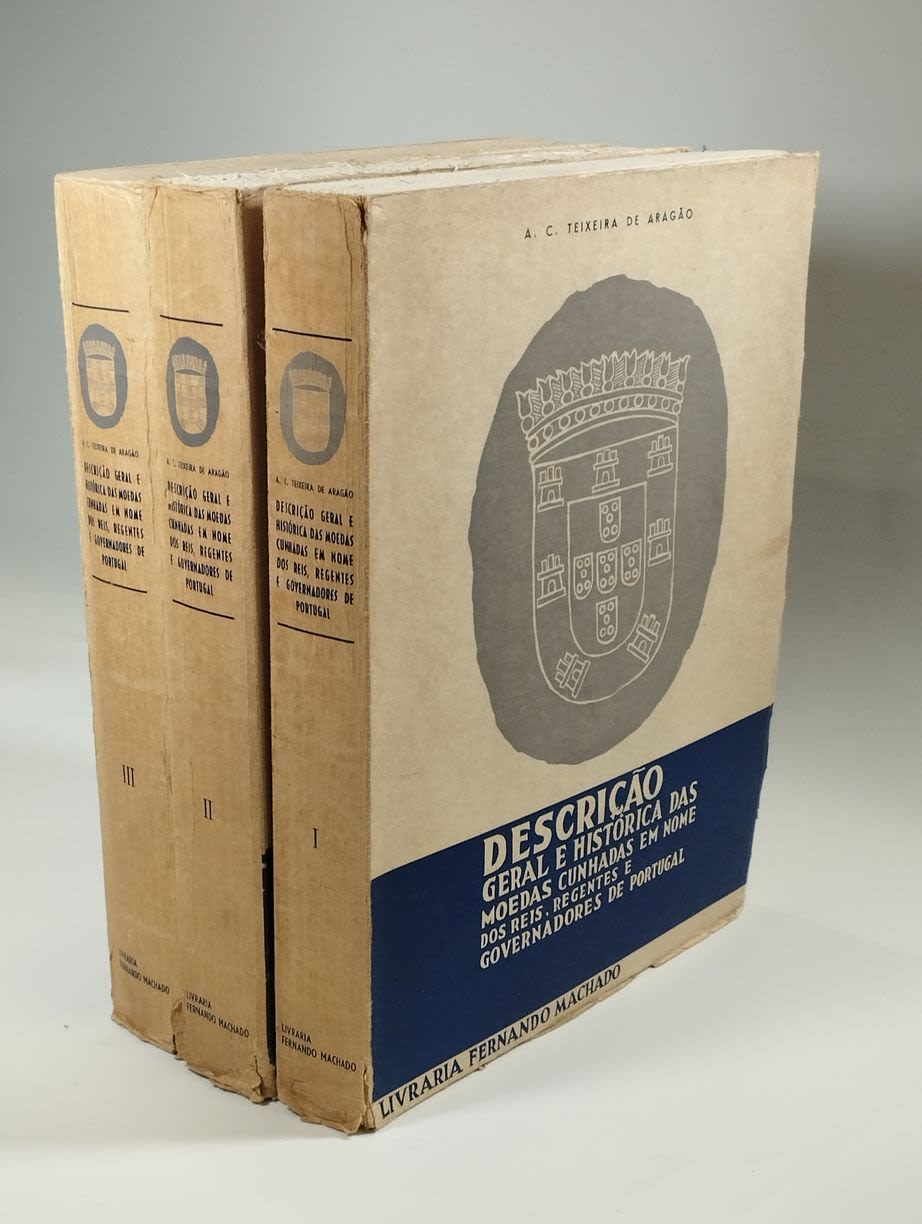 A. C. TEIXEIRA DE ARAGÃO
DESCRIÇÃO GERAL E
HISTÓRICA DAS MOEDAS
CUNHADAS EM NOME
DOS REIS, REGENTES
E GOVERNADORES DE
PORTUGAL
III
LIVRARIA
FERNANDO MACHADO
A. C. TEIXEIRA DE ARAGÃO
DESCRIÇÃO GERAL E
HISTÓRICA DAS MOEDAS
CUNHADAS EM NOME
DOS REIS, REGENTES
E GOVERNADORES DE
PORTUGAL
II
LIVRARIA
FERNANDO MACHADO
A. C. TEIXEIRA DE ARAGÃO
DESCRIÇÃO GERAL E
HISTÓRICA DAS MOEDAS
CUNHADAS EM NOME
DOS REIS, REGENTES
E GOVERNADORES DE
PORTUGAL
I
LIVRARIA
FERNANDO MACHADO
A. C. TEIXEIRA DE ARAGÃO
DESCRIÇÃO
GERAL E HISTÓRICA DAS
MOEDAS CUNHADAS EM NOME
DOS REIS, REGENTES E
GOVERNADORES DE PORTUGAL
LIVRARIA FERNANDO MACHADO